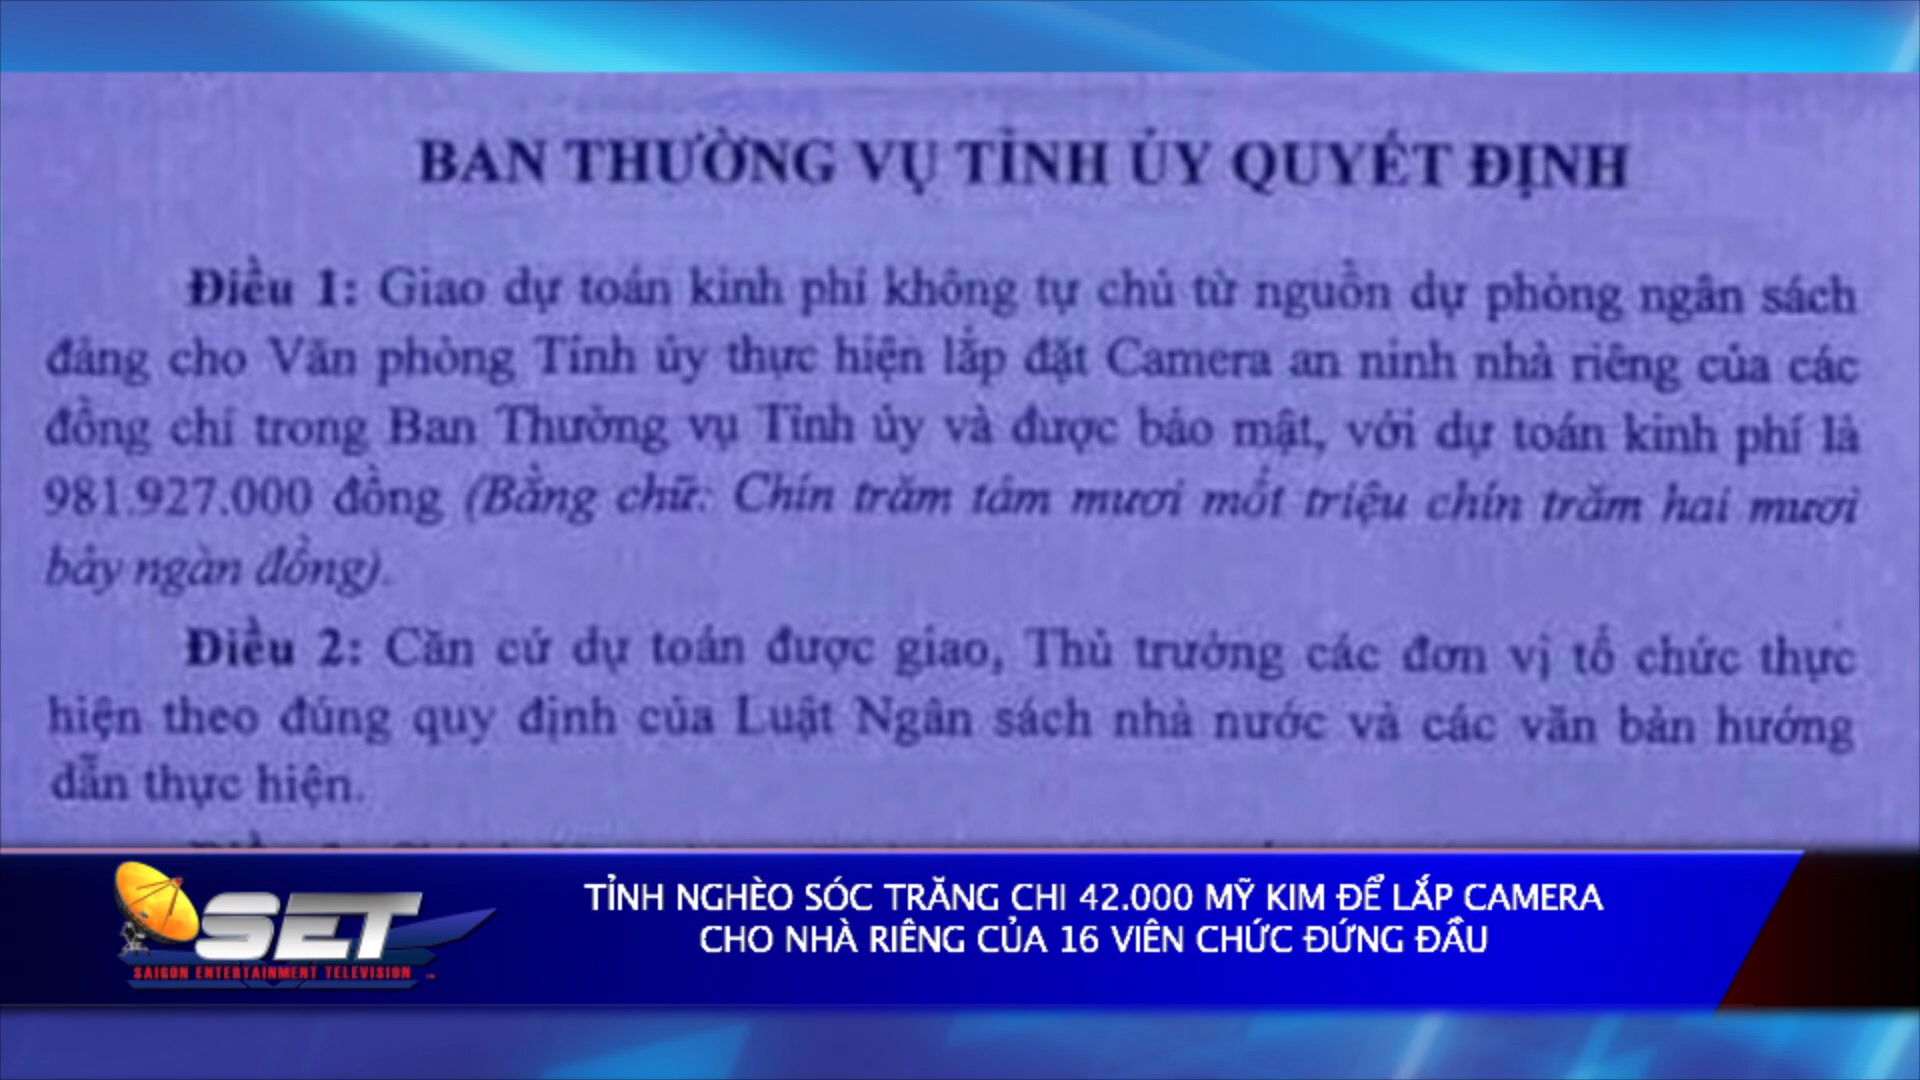 BAN THƯỜNG VỤ TỈNH ỦY QUYẾT ĐỊNH
Điều 1: Giao dự toán kinh phí không tự chủ từ nguồn dự phòng ngân sách
đảng cho Văn phòng Tỉnh ủy thực hiện lắp đặt Camera an ninh nhà riêng của các
đồng chí trong Ban Thường vụ Tỉnh ủy và được bảo mật, với dự toán kinh phí là
981.927.000 đồng (Bằng chữ: Chín trăm tám mươi mốt triệu chín trăm hai mươi
bảy ngàn đồng).
Điều 2: Căn cứ dự toán được giao, Thủ trưởng các đơn vị tổ chức thực
hiện theo đúng quy định của Luật Ngân sách nhà nước và các văn bản hướng
dẫn thực hiện.
SET
SAIGON ENTERTAINMENT TELEVISION
TỈNH NGHÈO SÓC TRĂNG CHI 42.000 MỸ KIM ĐỂ LẮP CAMERA
CHO NHÀ RIÊNG CỦA 16 VIÊN CHỨC ĐỨNG ĐẦU